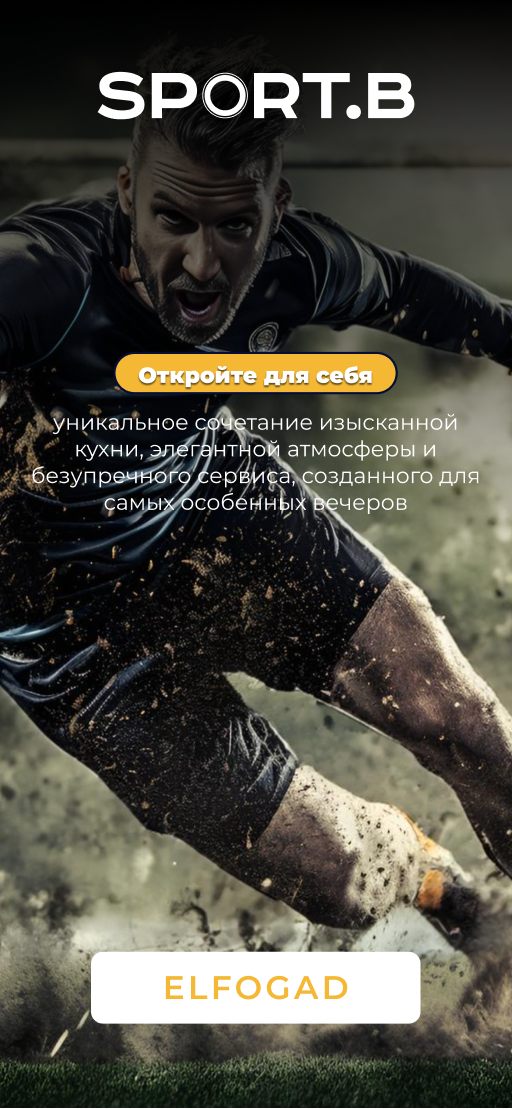 SPORT.B
Откройте для себя
уникальное сочетание изысканной
кухни, элегантной атмосферы и
безупречного сервиса, созданного для
самых особенных вечеров
ELFOGAD